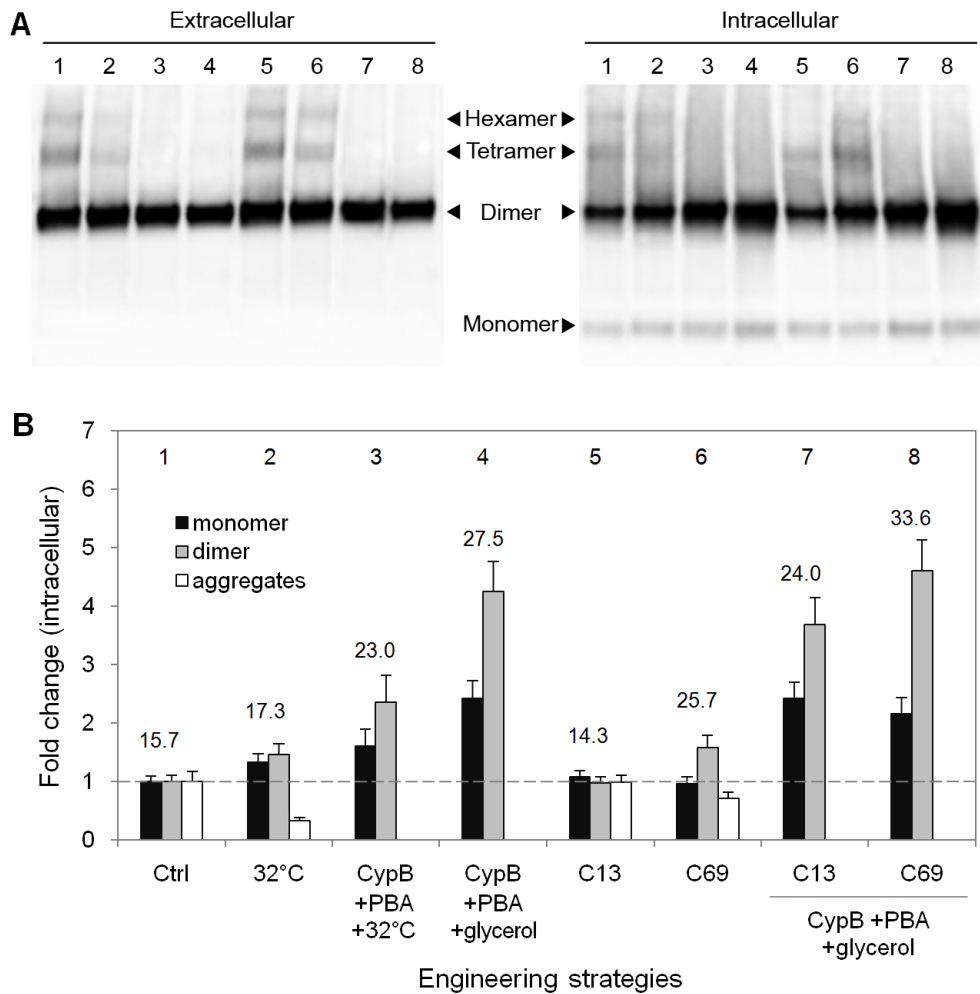 A
Extracellular
Intracellular
1 2 3 4 5 6 7 8
1 2 3 4 5 6 7 8
◄ Hexamer ►
◄ Tetramer ►
◄ Dimer ►
Monomer ►
B
7
6
5
4
3
2
1
0
Fold change (intracellular)
1 2 3 4 5 6 7 8
monomer
dimer
aggregates
15.7
17.3
23.0
27.5
14.3
25.7
24.0
33.6
Ctrl
32°C
CypB
+PBA
+32°C
CypB
+PBA
+glycerol
C13
C69
C13
C69
CypB +PBA
+glycerol
Engineering strategies